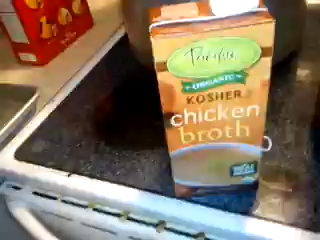 Pacific
ORGANIC
KOSHER
chicken
broth